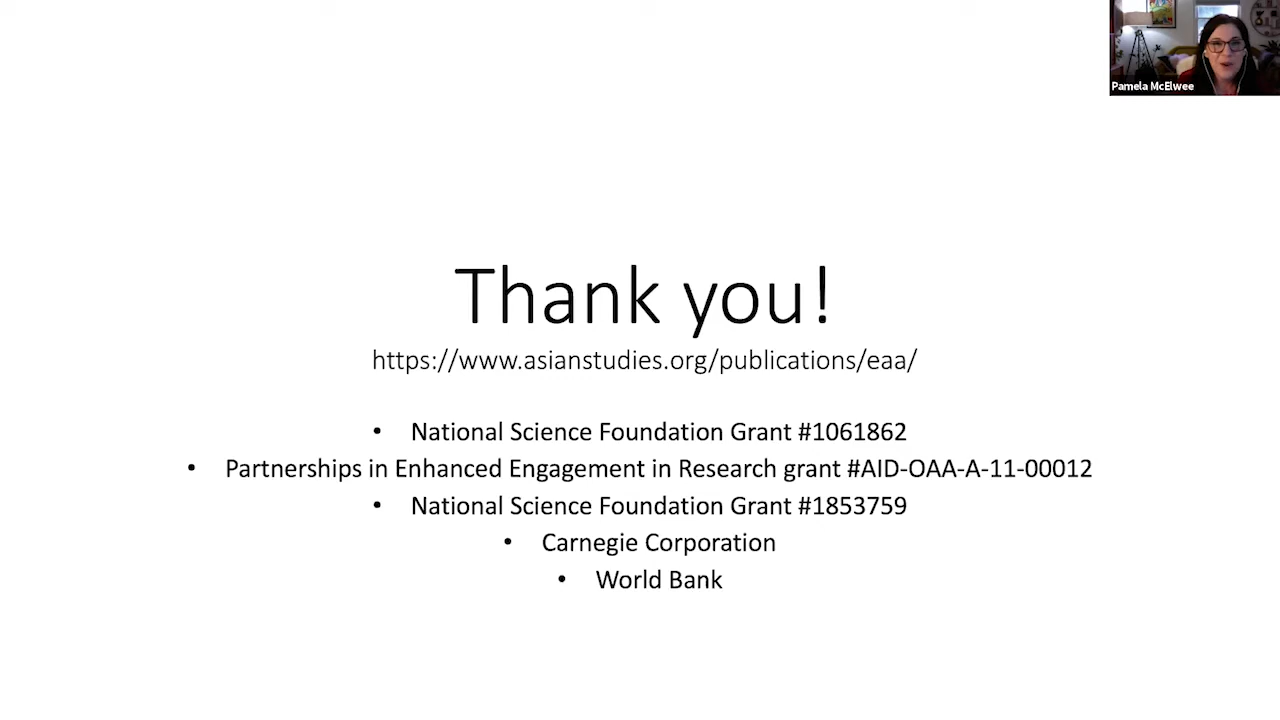 Pamela McElwee
Thank you!
https://www.asianstudies.org/publications/eaa/
• National Science Foundation Grant #1061862
• Partnerships in Enhanced Engagement in Research grant #AID-OAA-A-11-00012
• National Science Foundation Grant #1853759
• Carnegie Corporation
• World Bank